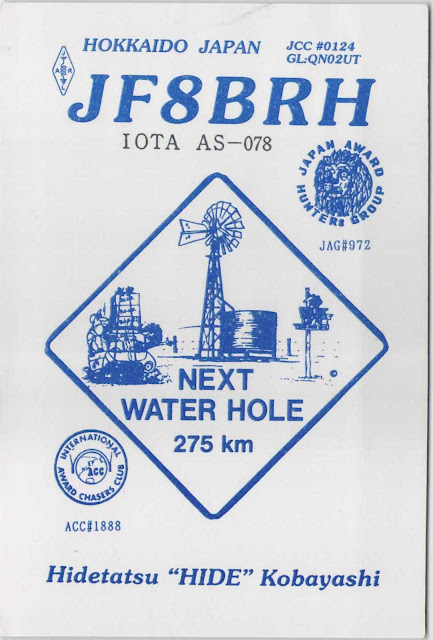 HOKKAIDO JAPAN
JCC #0124
GL:QN02UT
JARL
JF8BRH
IOTA AS-078
JAPAN AWARD
HUNTERS GROUP
JAG#972
NEXT
WATER HOLE
275 km
©
INTERNATIONAL
AWARD CHASERS CLUB
ACC
ACC#1888
Hidetatsu "HIDE" Kobayashi